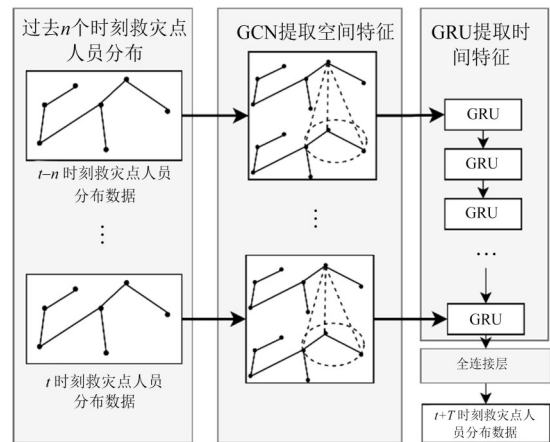 过去n个时刻救灾点
人员分布
t–n 时刻救灾点人员
分布数据
⋮
t 时刻救灾点人员
分布数据
GCN提取空间特征
⋮
GRU提取时
间特征
GRU
GRU
GRU
…
GRU
全连接层
t+T 时刻救灾点人
员分布数据